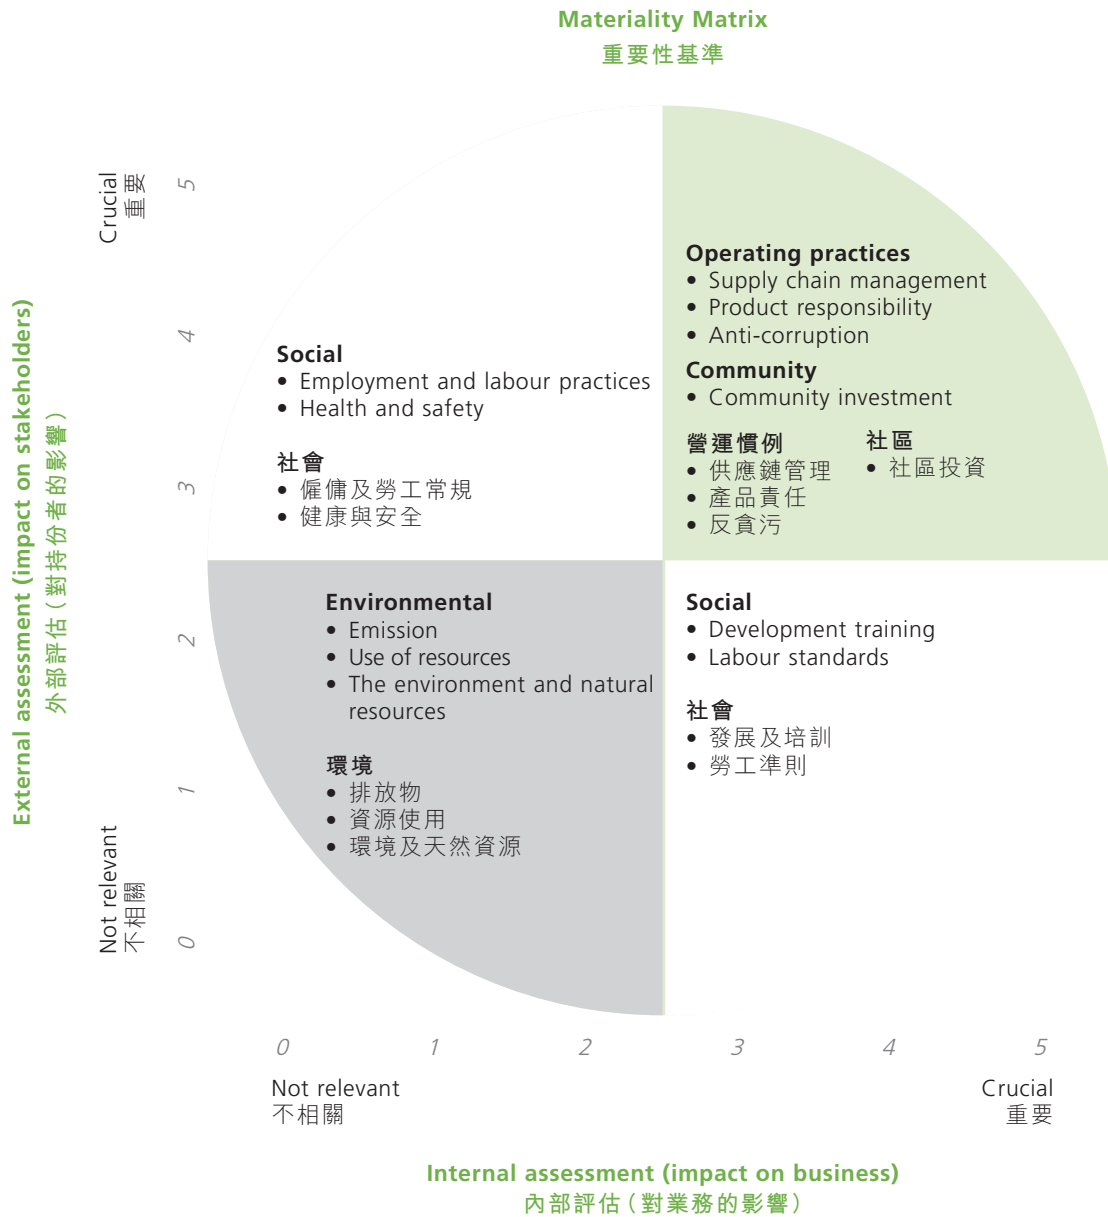 Materiality Matrix
重要性基準
External assessment (impact on stakeholders)
外部評估（對持份者的影響）
Crucial
重要
5
4
3
2
1
0
Not relevant
不相關
Social
• Employment and labour practices
• Health and safety
社會
• 僱傭及勞工常規
• 健康與安全
Operating practices
• Supply chain management
• Product responsibility
• Anti-corruption
Community
• Community investment
營運慣例
• 供應鏈管理
• 產品責任
• 反貪污
社區
• 社區投資
Environmental
• Emission
• Use of resources
• The environment and natural
resources
環境
• 排放物
• 資源使用
• 環境及天然資源
Social
• Development training
• Labour standards
社會
• 發展及培訓
• 勞工準則
0 1 2 3 4 5
Not relevant
不相關
Crucial
重要
Internal assessment (impact on business)
內部評估（對業務的影響）